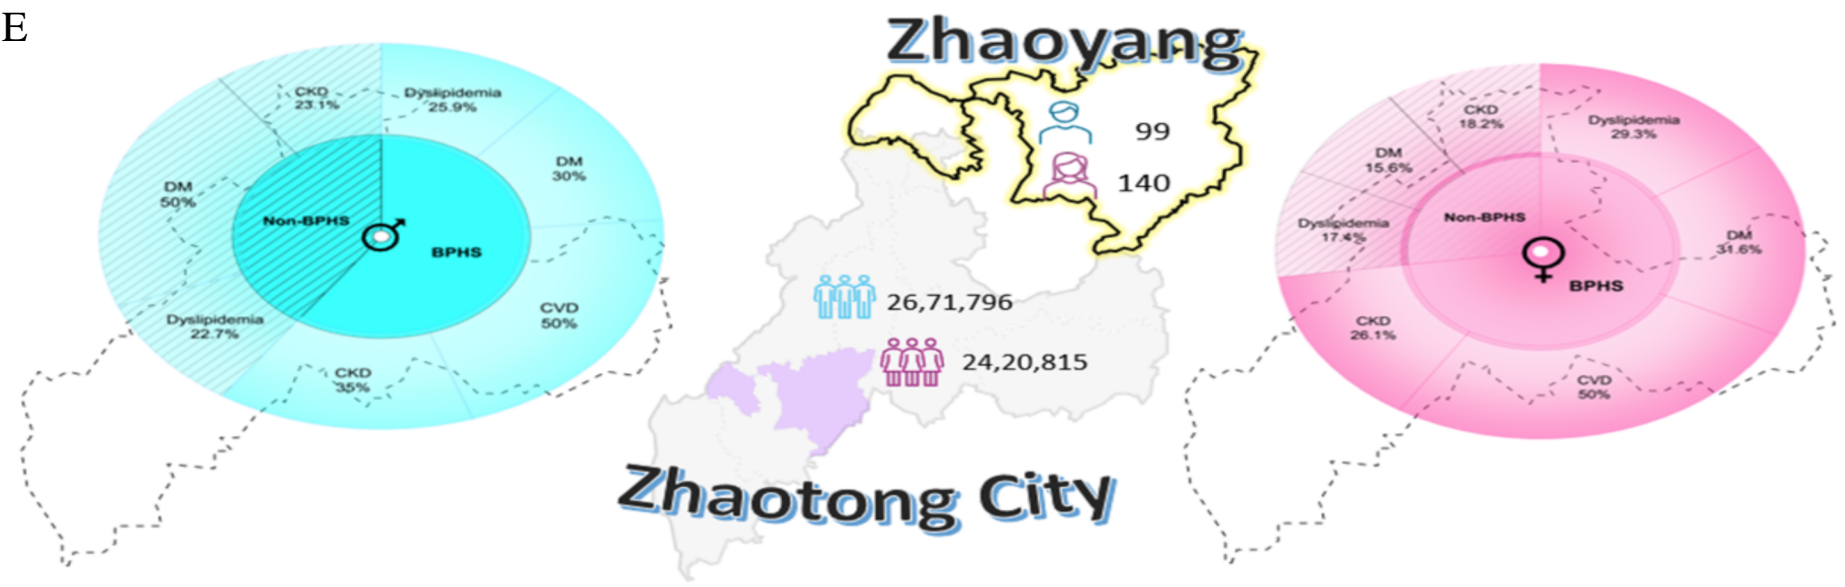 E
CKD
23.1%
Dyslipidemia
25.9%
DM
50%
DM
30%
Non-BPHS
BPHS
Dyslipidemia
22.7%
CVD
50%
CKD
35%
Zhaoyang
99
140
26,71,796
24,20,815
Zhaotong City
CKD
18.2%
Dyslipidemia
29.3%
DM
15.6%
Non-BPHS
Dyslipidemia
17.4%
DM
31.6%
BPHS
CKD
26.1%
CVD
50%